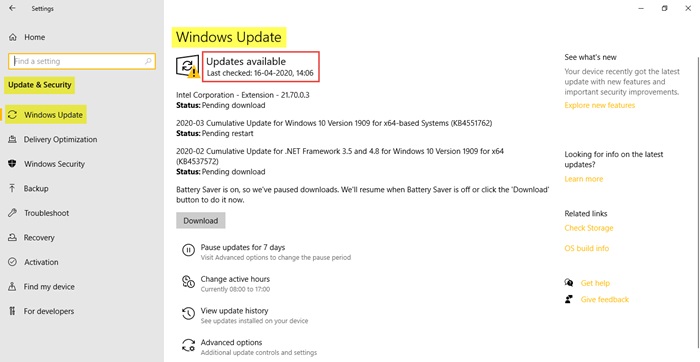 Settings
Home
Find a setting
Update & Security
Windows Update
Delivery Optimization
Windows Security
Backup
Troubleshoot
Recovery
Activation
Find my device
For developers
Windows Update
Updates available
Last checked: 16-04-2020, 14:06
Intel Corporation - Extension - 21.70.0.3
Status: Pending download
2020-03 Cumulative Update for Windows 10 Version 1909 for x64-based Systems (KB4551762)
Status: Pending restart
2020-02 Cumulative Update for .NET Framework 3.5 and 4.8 for Windows 10 Version 1909 for x64
(KB4537572)
Status: Pending download
Battery Saver is on, so we've paused downloads. We'll resume when Battery Saver is off or click the 'Download'
button to do it now.
Download
Pause updates for 7 days
Visit Advanced options to change the pause period
Change active hours
Currently 08:00 to 17:00
View update history
See updates installed on your device
Advanced options
Additional update controls and settings
See what's new
Your device recently got the latest
update with new features and
important security improvements.
Explore new features
Looking for info on the latest
updates?
Learn more
Related links
Check Storage
OS build info
Get help
Give feedback